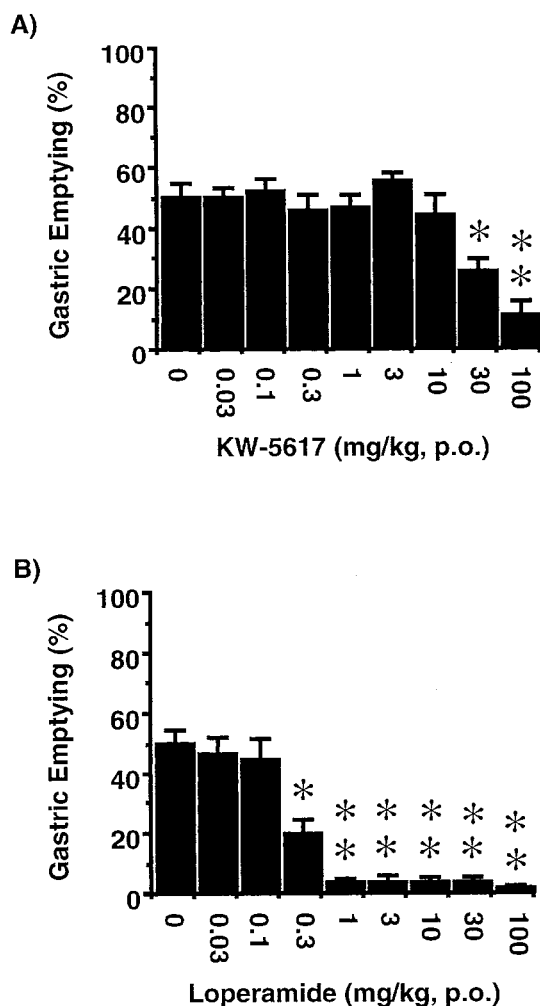 A)
Gastric Emptying (%)
100
80
60
40
20
0
*
*
*
0 0.03 0.1 0.3 1 3 10 30 100
KW-5617 (mg/kg, p.o.)
B)
Gastric Emptying (%)
100
80
60
40
20
0
*
* * * * *
* * * * *
0 0.03 0.1 0.3 1 3 10 30 100
Loperamide (mg/kg, p.o.)